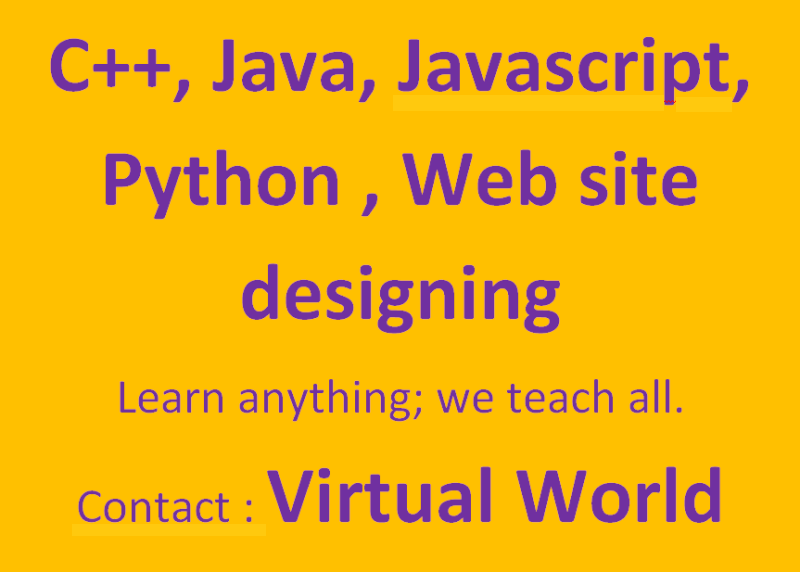 C++, Java, Javascript,
Python , Web site
designing
Learn anything; we teach all.
Contact : Virtual World